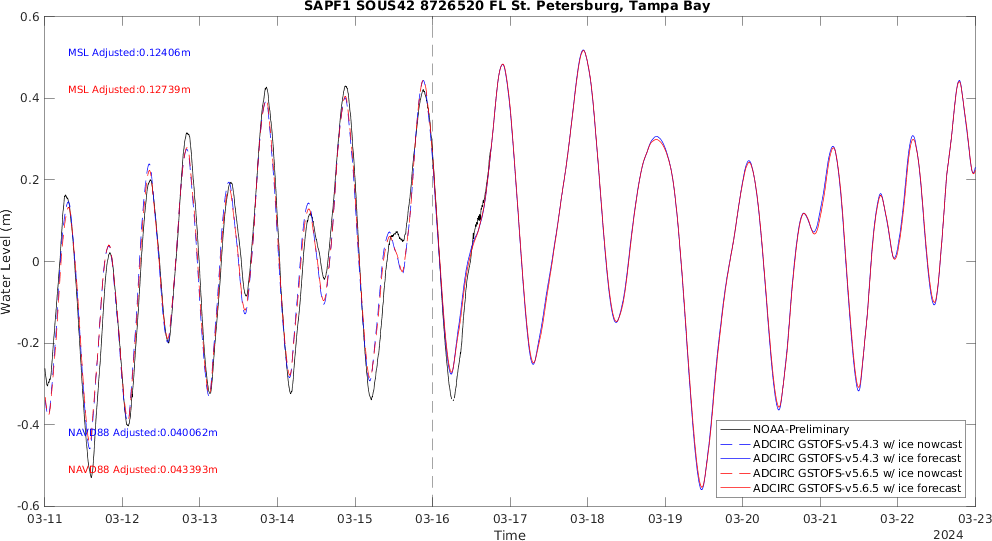 SAPF1 SOUS42 8726520 FL St. Petersburg, Tampa Bay
0.6
MSL Adjusted:0.12406m
MSL Adjusted:0.12739m
0.4
0.2
0
-0.2
-0.4
-0.6
Water Level (m)
NAVD88 Adjusted:0.040062m
NAVD88 Adjusted:0.043393m
NOAA-Preliminary
ADCIRC GSTOFS-v5.4.3 w/ ice nowcast
ADCIRC GSTOFS-v5.4.3 w/ ice forecast
ADCIRC GSTOFS-v5.6.5 w/ ice nowcast
ADCIRC GSTOFS-v5.6.5 w/ ice forecast
03-11 03-12 03-13 03-14 03-15 03-16 03-17 03-18 03-19 03-20 03-21 03-22 03-23
Time
2024